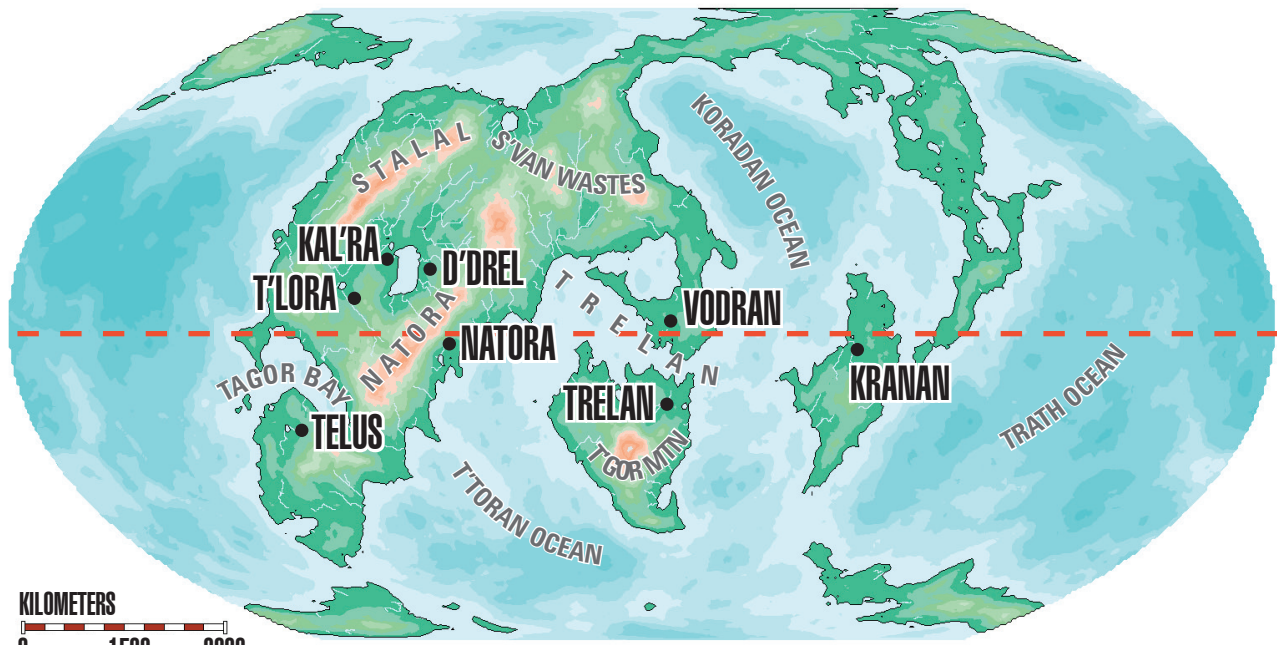 KORADAN OCEAN
STALAL
S'VAN WASTES
KAL'RA
D'DREL
T'LORA
TRELAN
VODRAN
NATORA
NATORA
TAGOR BAY
KRANAN
TRATH OCEAN
TRELAN
TELUS
T'GOR MTN
T'TORAN OCEAN
KILOMETERS